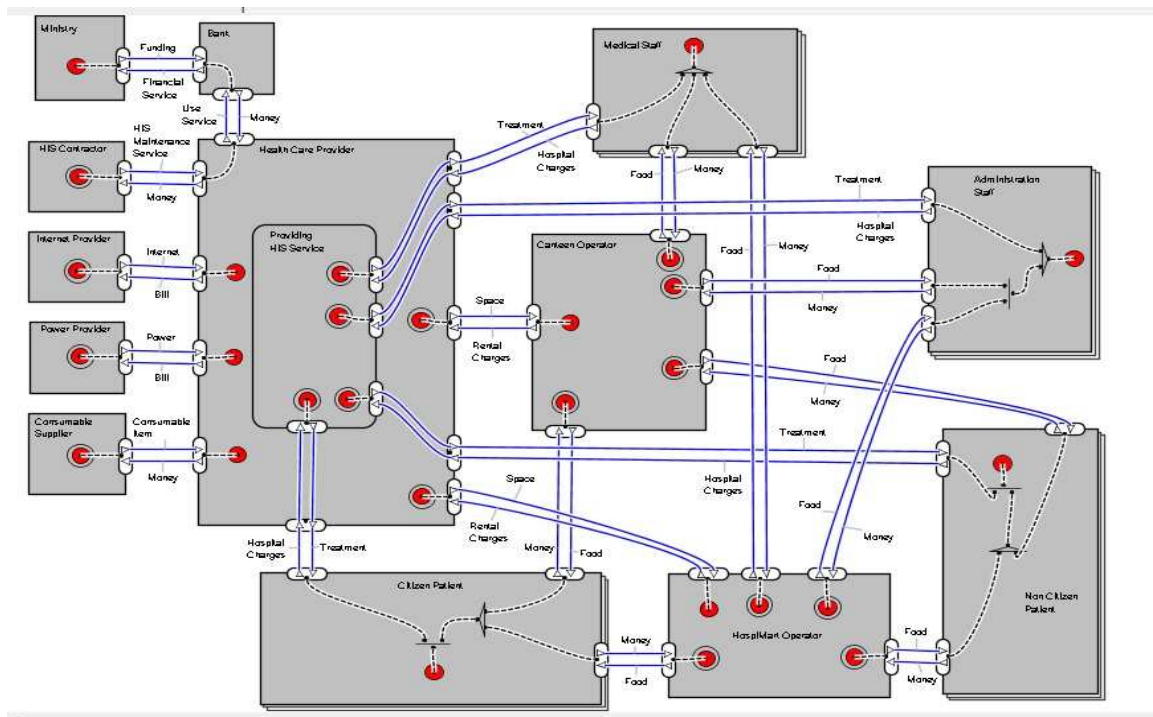 Ministry
Bank
Funding
Financial
Service
Use
Service
Money
HIS
Maintenance
Service
Money
HIS Contractor
Health Care Provider
Internet Provider
Internet
Bill
Power Provider
Power
Bill
Consumable
Supplier
Consumable
Item
Money
Providing
HIS Service
Medical Staff
Treatment
Hospital
Charges
Food
Money
Food
Money
Treatment
Hospital
Charges
Administration
Staff
Canteen Operator
Space
Rental
Charges
Food
Money
Food
Money
Treatment
Hospital
Charges
Space
Rental
Charges
Food
Money
Hospital
Charges
Treatment
Money
Food
Citizen Patient
Money
Food
HospiMart Operator
Food
Money
Non Citizen
Patient